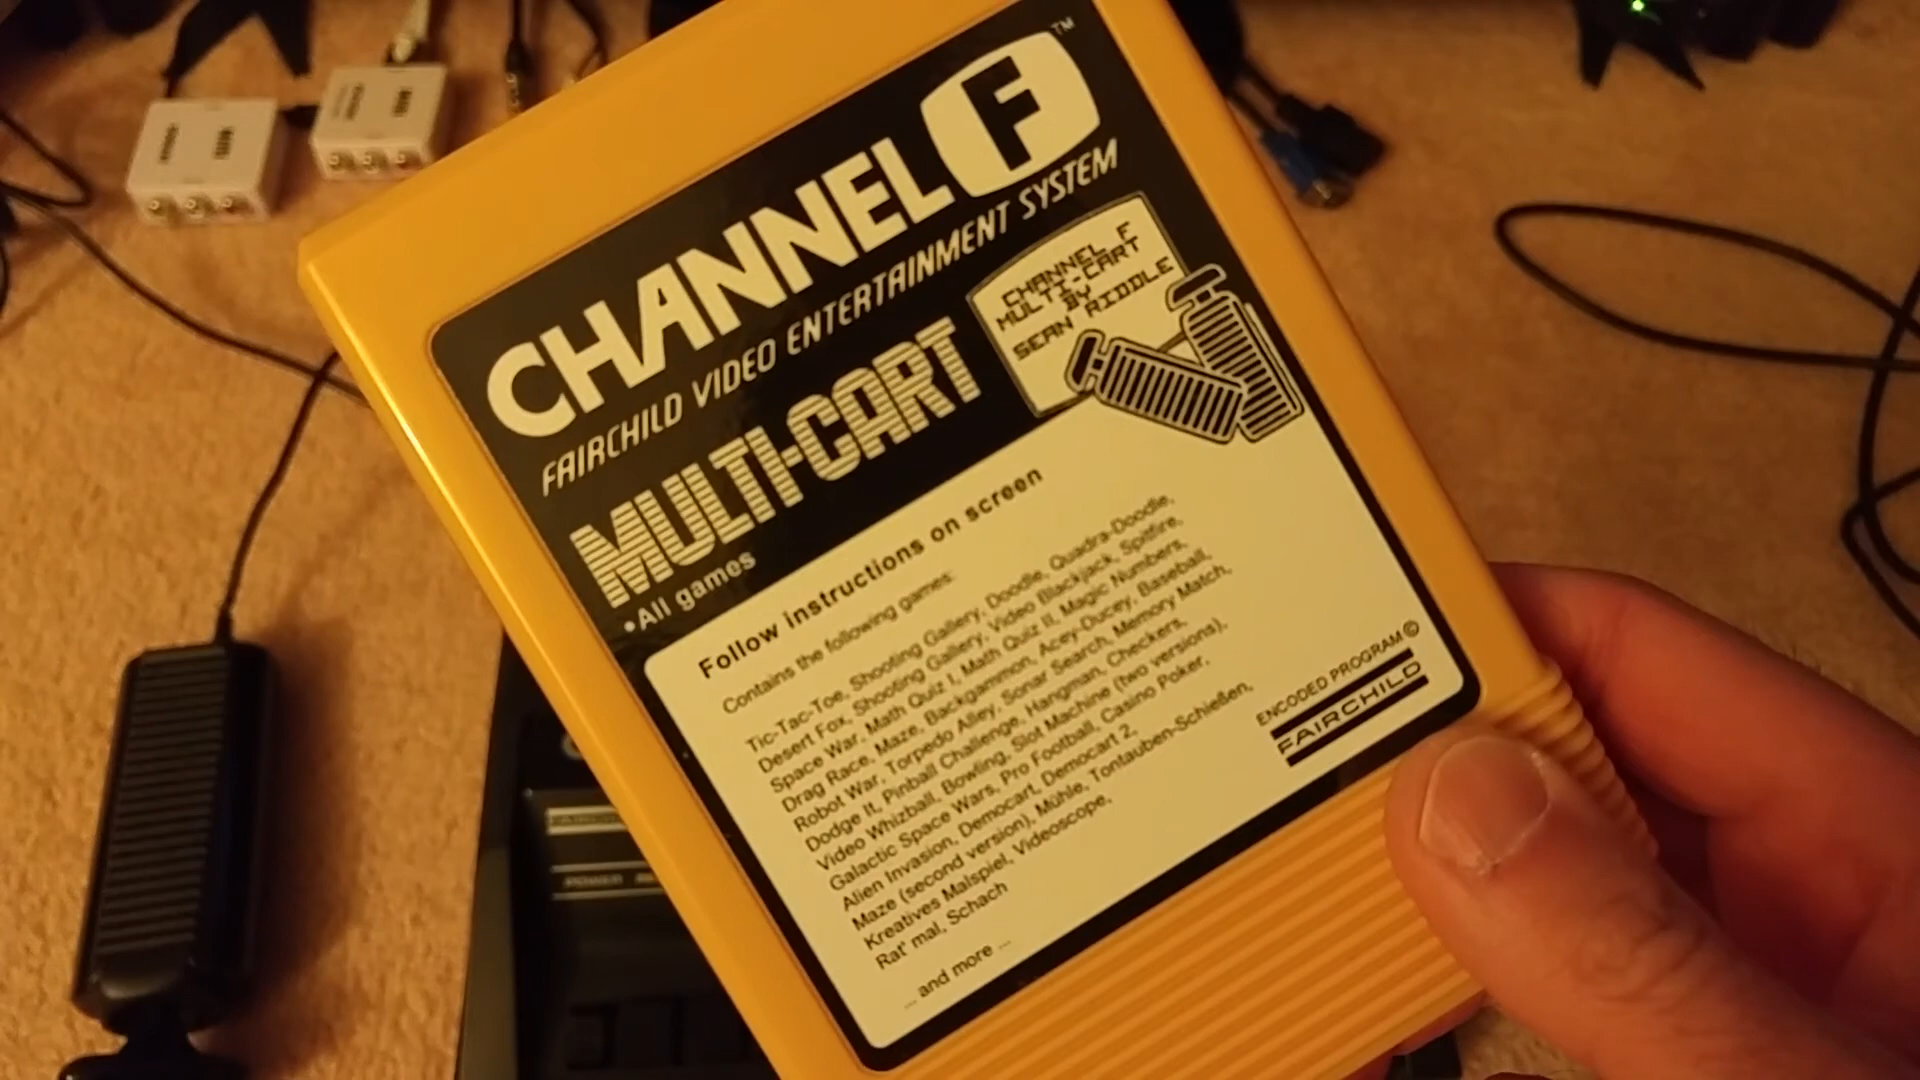 CHANNEL F™
FAIRCHILD VIDEO ENTERTAINMENT SYSTEM
MULTI-CART
•All games
CHANNEL F
MULTI-CART
BY
SEAN RIDDLE
Follow instructions on screen
Contains the following games:
Tic-Tac-Toe, Shooting Gallery, Doodle, Quadra-Doodle,
Desert Fox, Shooting Gallery, Video Blackjack, Spitfire,
Space War, Math Quiz I, Math Quiz II, Magic Numbers,
Drag Race, Maze, Backgammon, Acey-Ducey, Baseball,
Robot War, Torpedo Alley, Sonar Search, Memory Match,
Dodge It, Pinball Challenge, Hangman, Checkers,
Video Whizball, Bowling, Slot Machine (two versions),
Galactic Space Wars, Pro Football, Casino Poker,
Alien Invasion, Democart, Democart 2,
Maze (second version), Mühle, Tontauben-Schießen,
Kreatives Malspiel, Videoscope,
Rat' mal, Schach
... and more ...
ENCODED PROGRAM©
FAIRCHILD
POWER